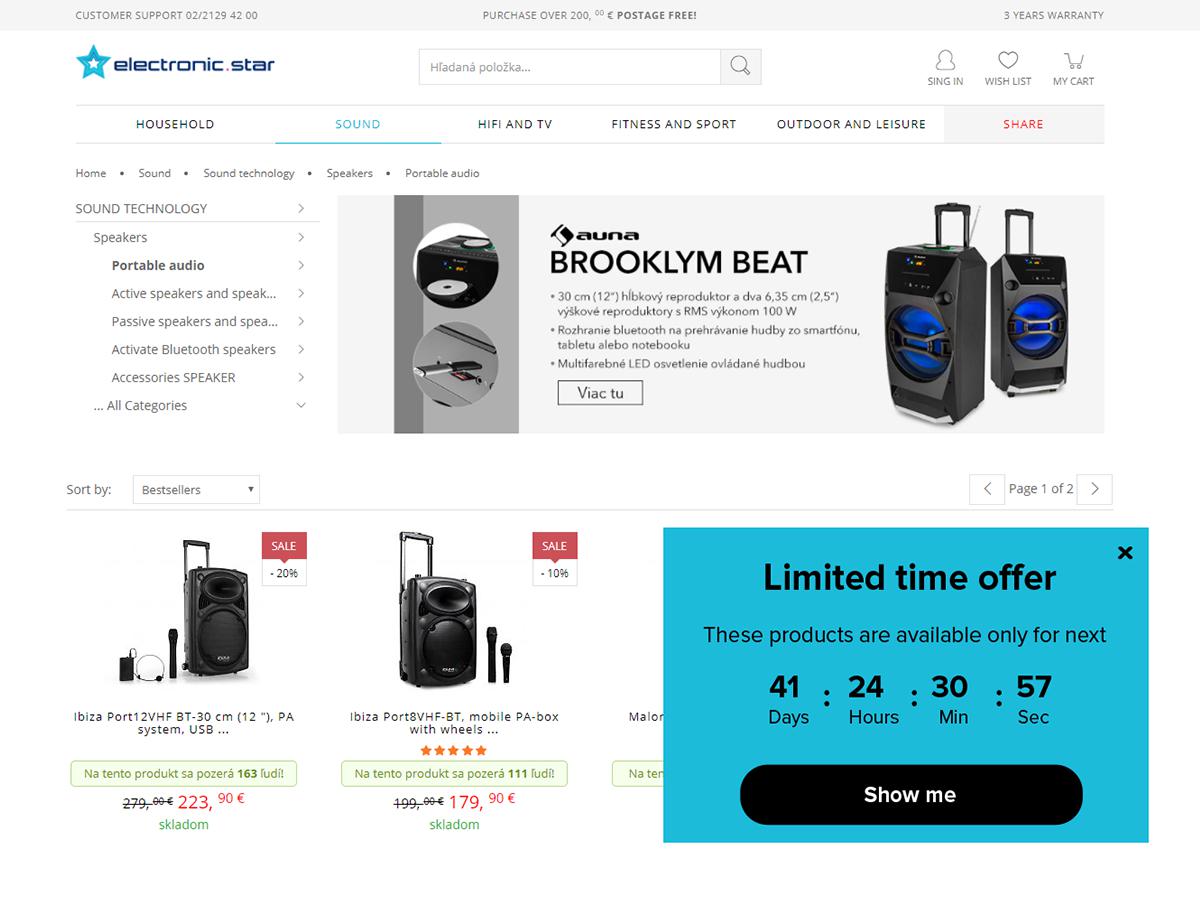 CUSTOMER SUPPORT 02/2129 42 00
PURCHASE OVER 200, 00 € POSTAGE FREE!
3 YEARS WARRANTY
electronic.star
Hľadaná položka...
SING IN
WISH LIST
MY CART
HOUSEHOLD
SOUND
HIFI AND TV
FITNESS AND SPORT
OUTDOOR AND LEISURE
SHARE
Home • Sound • Sound technology • Speakers • Portable audio
SOUND TECHNOLOGY
Speakers
Portable audio
Active speakers and speak...
Passive speakers and spea...
Activate Bluetooth speakers
Accessories SPEAKER
... All Categories
auna
BROOKLYM BEAT
• 30 cm (12“) hĺbkový reproduktor a dva 6,35 cm (2,5“)
výškové reproduktory s RMS výkonom 100 W
• Rozhranie bluetooth na prehrávanie hudby zo smartfónu,
tabletu alebo notebooku
• Multifarebné LED osvetlenie ovládané hudbou
Viac tu
Sort by:
Bestsellers
Page 1 of 2
SALE
- 20%
Ibiza Port12VHF BT-30 cm (12 "), PA
system, USB ...
Na tento produkt sa pozerá 163 ľudí!
279, 00 € 223, 90 €
skladom
SALE
- 10%
Ibiza Port8VHF-BT, mobile PA-box
with wheels ...
Na tento produkt sa pozerá 111 ľudí!
199, 00 € 179, 90 €
skladom
Malor
Na ten
Limited time offer
These products are available only for next
41 : 24 : 30 : 57
Days Hours Min Sec
Show me